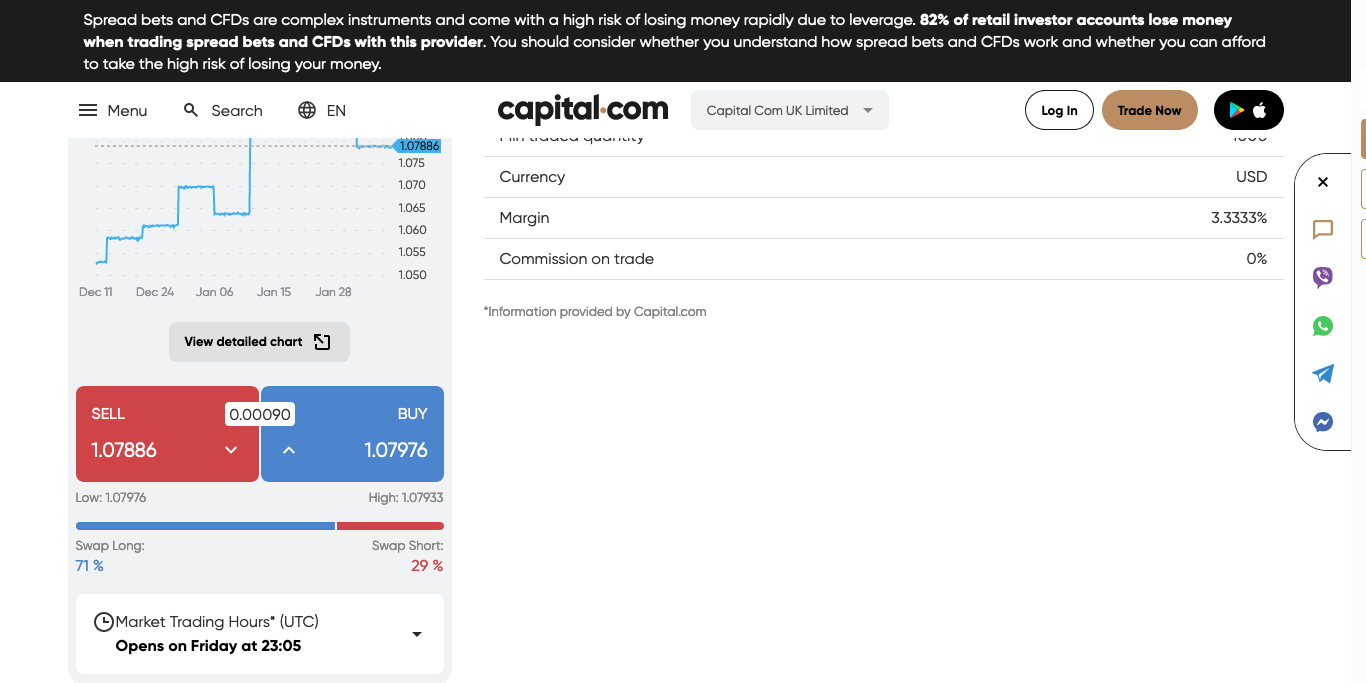 Spread bets and CFDs are complex instruments and come with a high risk of losing money rapidly due to leverage. 82% of retail investor accounts lose money
when trading spread bets and CFDs with this provider. You should consider whether you understand how spread bets and CFDs work and whether you can afford
to take the high risk of losing your money.
Menu Search EN capital.com Capital Com UK Limited Log In Trade Now
Min traded quantity 1000
1.07886
1.075
1.070
1.065
1.060
1.055
1.050
Dec 11 Dec 24 Jan 06 Jan 15 Jan 28
View detailed chart
SELL 0.00090 BUY
1.07886 1.07976
Low: 1.07976 High: 1.07933
Swap Long: Swap Short:
71 % 29 %
Market Trading Hours* (UTC)
Opens on Friday at 23:05
Currency USD
Margin 3.3333%
Commission on trade 0%
*Information provided by Capital.com